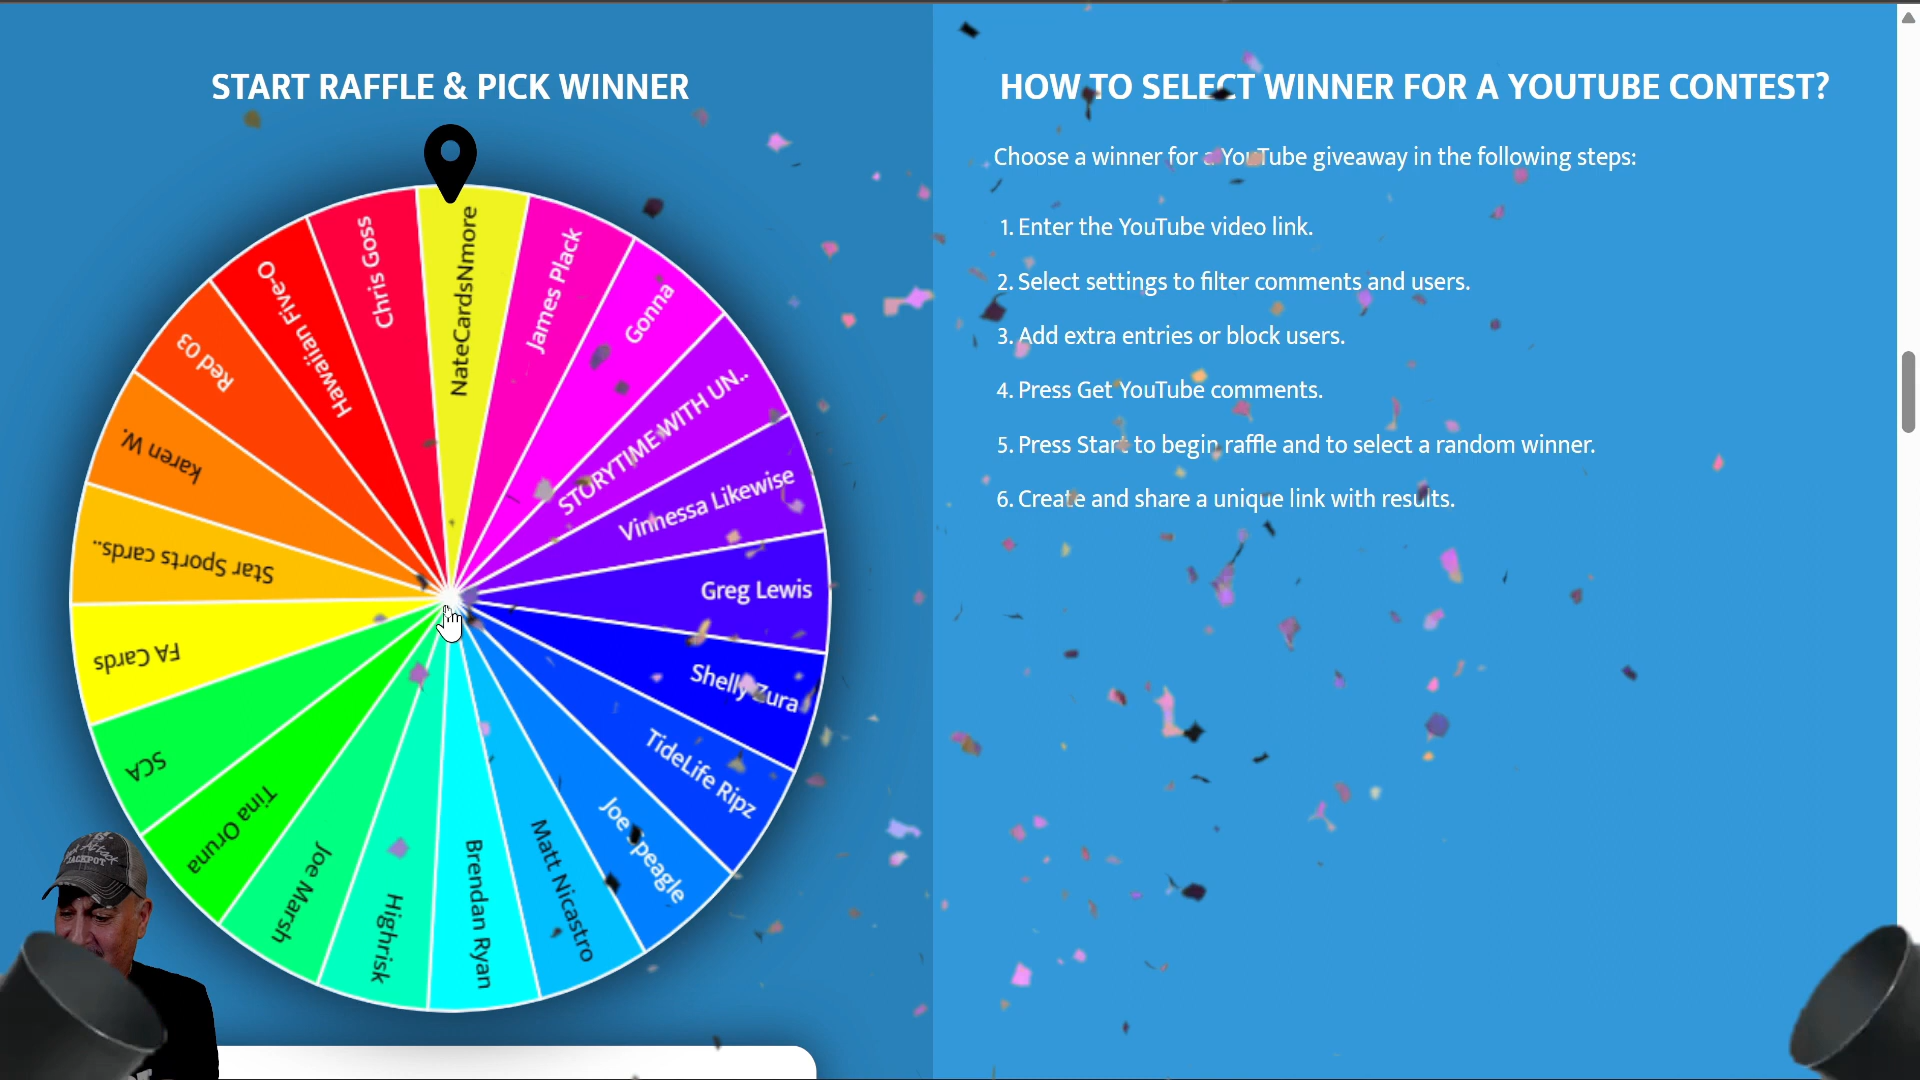 START RAFFLE & PICK WINNER
NateCardsNmore
James Plack
Gonna
STORYTIME WITH UN..
Vinnessa Likewise
Greg Lewis
Shelly Zura
TideLife Ripz
Joe Speagle
Matt Nicastro
Brendan Ryan
Highrisk
Joe Marsh
Tina Oruna
SCA
FA Cards
Star Sports cards..
karen W.
Red 03
Hawaiian Five-O
Chris Goss
JACKPOT
HOW TO SELECT WINNER FOR A YOUTUBE CONTEST?
Choose a winner for a YouTube giveaway in the following steps:
1. Enter the YouTube video link.
2. Select settings to filter comments and users.
3. Add extra entries or block users.
4. Press Get YouTube comments.
5. Press Start to begin raffle and to select a random winner.
6. Create and share a unique link with results.